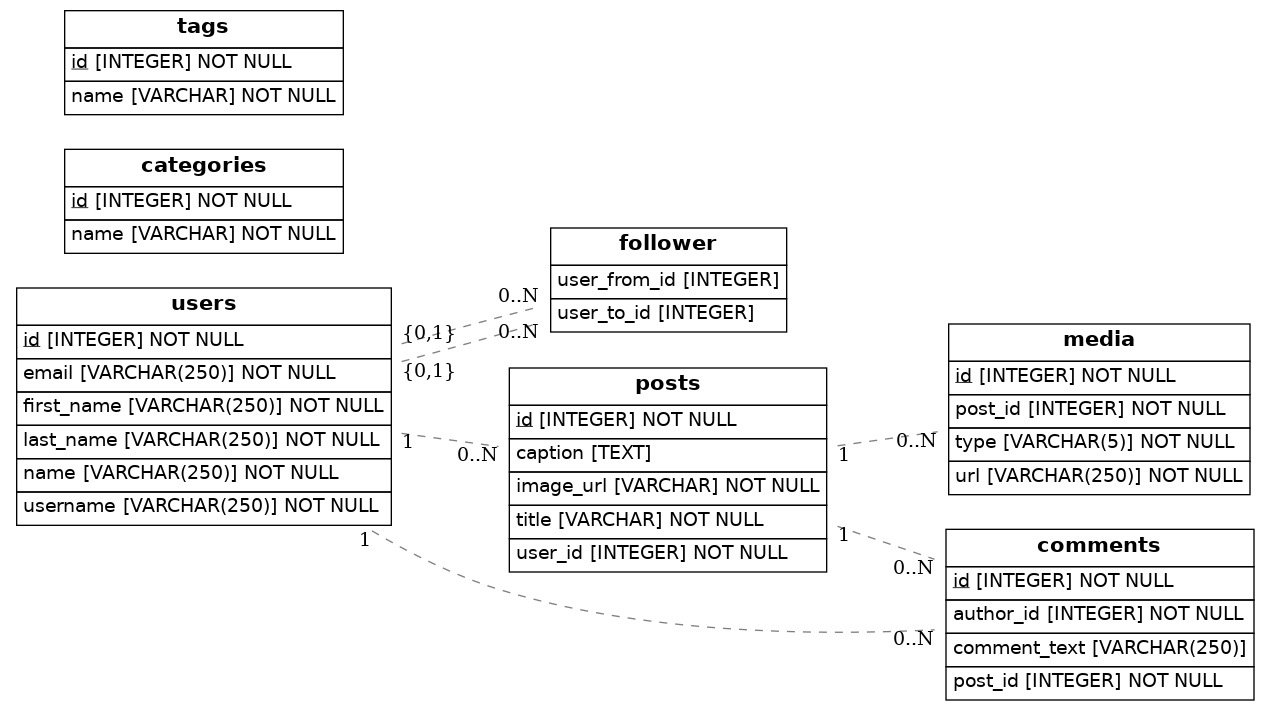 tags
id [INTEGER] NOT NULL
name [VARCHAR] NOT NULL
categories
id [INTEGER] NOT NULL
name [VARCHAR] NOT NULL
users
id [INTEGER] NOT NULL
email [VARCHAR(250)] NOT NULL
first_name [VARCHAR(250)] NOT NULL
last_name [VARCHAR(250)] NOT NULL
name [VARCHAR(250)] NOT NULL
username [VARCHAR(250)] NOT NULL
follower
user_from_id [INTEGER]
user_to_id [INTEGER]
0..N
{0,1}
0..N
{0,1}
posts
id [INTEGER] NOT NULL
caption [TEXT]
image_url [VARCHAR] NOT NULL
title [VARCHAR] NOT NULL
user_id [INTEGER] NOT NULL
1
0..N
media
id [INTEGER] NOT NULL
post_id [INTEGER] NOT NULL
type [VARCHAR(5)] NOT NULL
url [VARCHAR(250)] NOT NULL
1
0..N
comments
id [INTEGER] NOT NULL
author_id [INTEGER] NOT NULL
comment_text [VARCHAR(250)]
post_id [INTEGER] NOT NULL
1
0..N
1
0..N